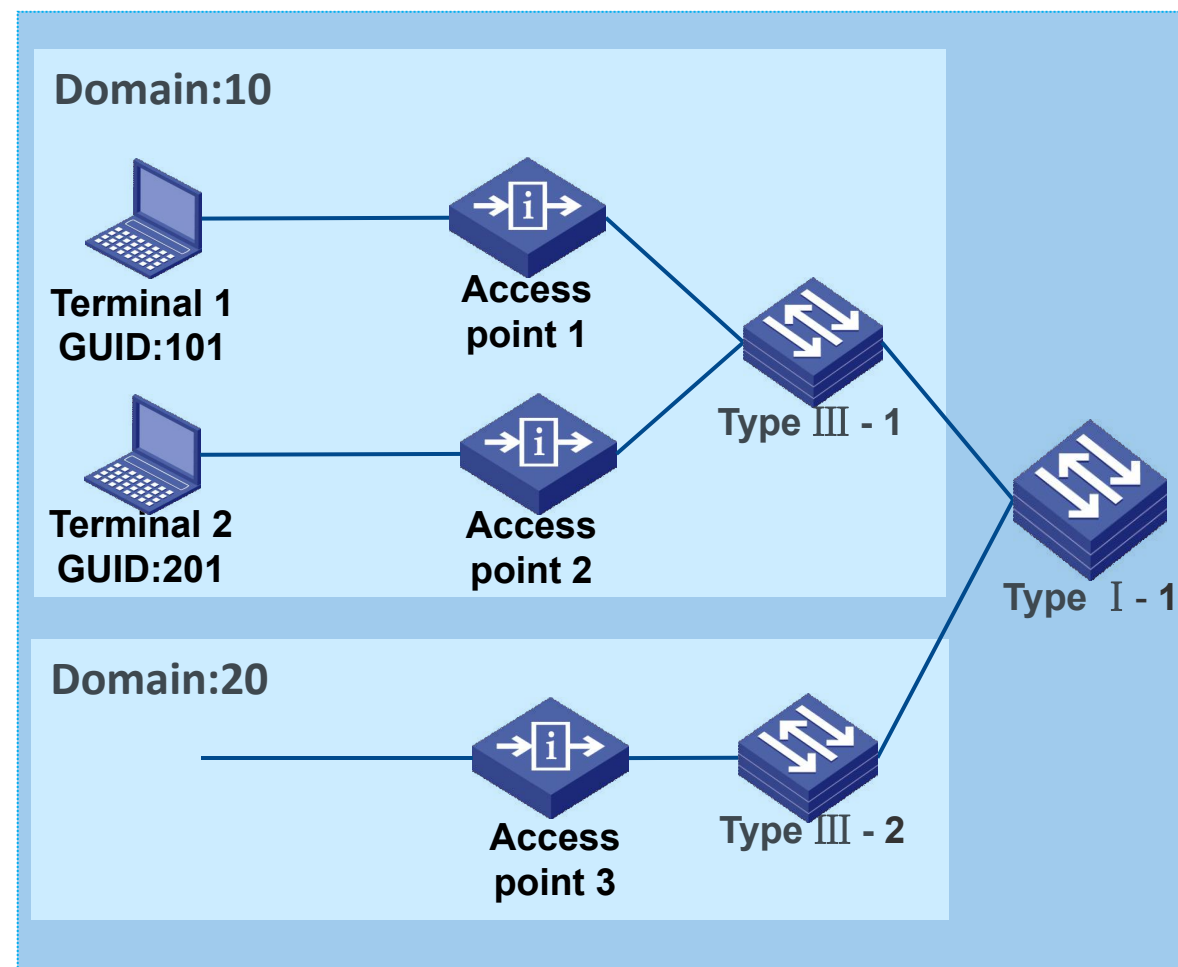 Domain:10
i
Access
point 1
Terminal 1
GUID:101
Type Ⅲ - 1
i
Access
point 2
Terminal 2
GUID:201
Type Ⅰ - 1
Domain:20
i
Access
point 3
Type Ⅲ - 2